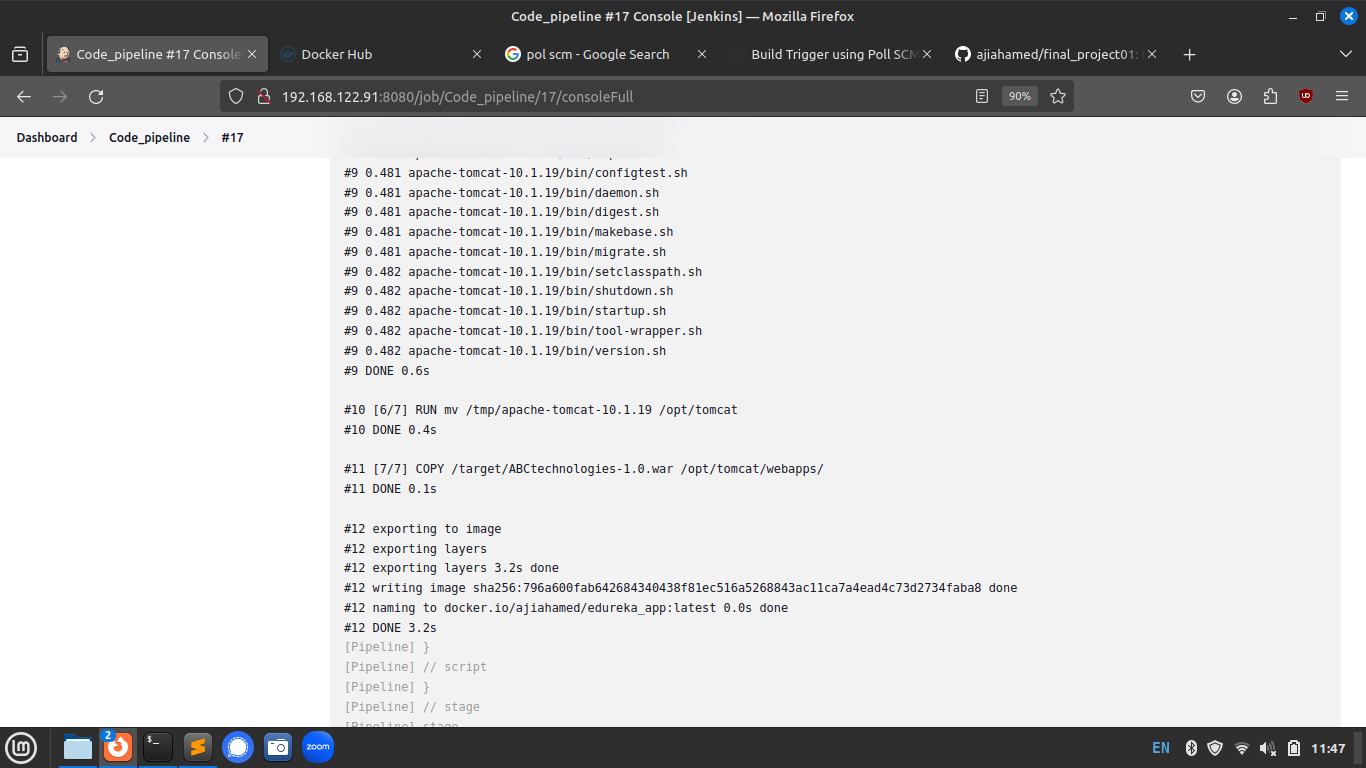 Code_pipeline #17 Console [Jenkins] — Mozilla Firefox
Code_pipeline #17 Console
Docker Hub
pol scm - Google Search
Build Trigger using Poll SCM
ajiahamed/final_project01:
192.168.122.91:8080/job/Code_pipeline/17/consoleFull
90%
Dashboard
Code_pipeline
#17
#9 0.481 apache-tomcat-10.1.19/bin/configtest.sh
#9 0.481 apache-tomcat-10.1.19/bin/daemon.sh
#9 0.481 apache-tomcat-10.1.19/bin/digest.sh
#9 0.481 apache-tomcat-10.1.19/bin/makebase.sh
#9 0.481 apache-tomcat-10.1.19/bin/migrate.sh
#9 0.482 apache-tomcat-10.1.19/bin/setclasspath.sh
#9 0.482 apache-tomcat-10.1.19/bin/shutdown.sh
#9 0.482 apache-tomcat-10.1.19/bin/startup.sh
#9 0.482 apache-tomcat-10.1.19/bin/tool-wrapper.sh
#9 0.482 apache-tomcat-10.1.19/bin/version.sh
#9 DONE 0.6s
#10 [6/7] RUN mv /tmp/apache-tomcat-10.1.19 /opt/tomcat
#10 DONE 0.4s
#11 [7/7] COPY /target/ABCtechnologies-1.0.war /opt/tomcat/webapps/
#11 DONE 0.1s
#12 exporting to image
#12 exporting layers
#12 exporting layers 3.2s done
#12 writing image sha256:796a600fab642684340438f81ec516a5268843ac11ca7a4ead4c73d2734faba8 done
#12 naming to docker.io/ajiahamed/edureka_app:latest 0.0s done
#12 DONE 3.2s
[Pipeline] }
[Pipeline] // script
[Pipeline] }
[Pipeline] // stage
[Pipeline] stage
2
$_
zoom
EN
11:47